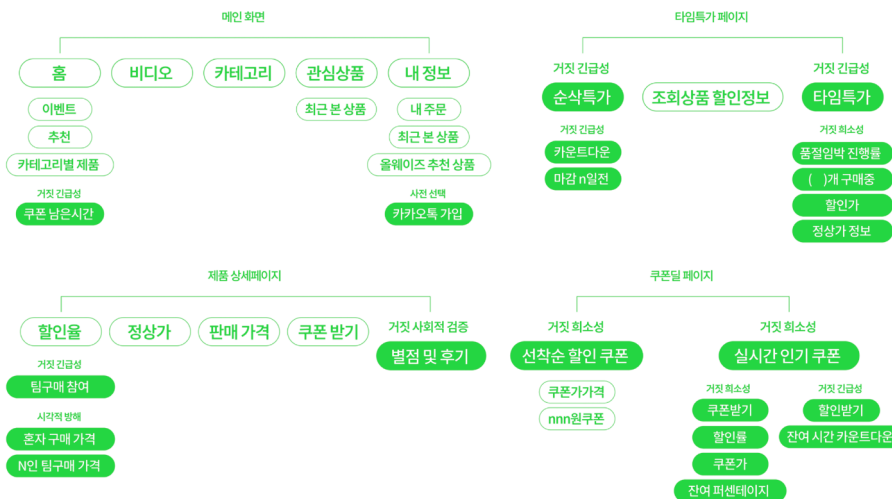 메인 화면
홈
비디오
카테고리
관심상품
내 정보
이벤트
추천
카테고리별 제품
거짓 긴급성
쿠폰 남은시간
최근 본 상품
내 주문
최근 본 상품
올웨이즈 추천 상품
사전 선택
카카오톡 가입
타임특가 페이지
거짓 긴급성
순삭특가
조회상품 할인정보
거짓 긴급성
타임특가
거짓 긴급성
카운트다운
마감 n일전
거짓 희소성
품절임박 진행률
( )개 구매중
할인가
정상가 정보
제품 상세페이지
할인율
정상가
판매 가격
쿠폰 받기
거짓 사회적 검증
별점 및 후기
거짓 긴급성
팀구매 참여
시각적 방해
혼자 구매 가격
N인 팀구매 가격
쿠폰딜 페이지
거짓 희소성
선착순 할인 쿠폰
쿠폰가가격
nnn원쿠폰
거짓 희소성
실시간 인기 쿠폰
거짓 희소성
쿠폰받기
할인률
쿠폰가
잔여 퍼센테이지
거짓 긴급성
할인받기
잔여 시간 카운트다운